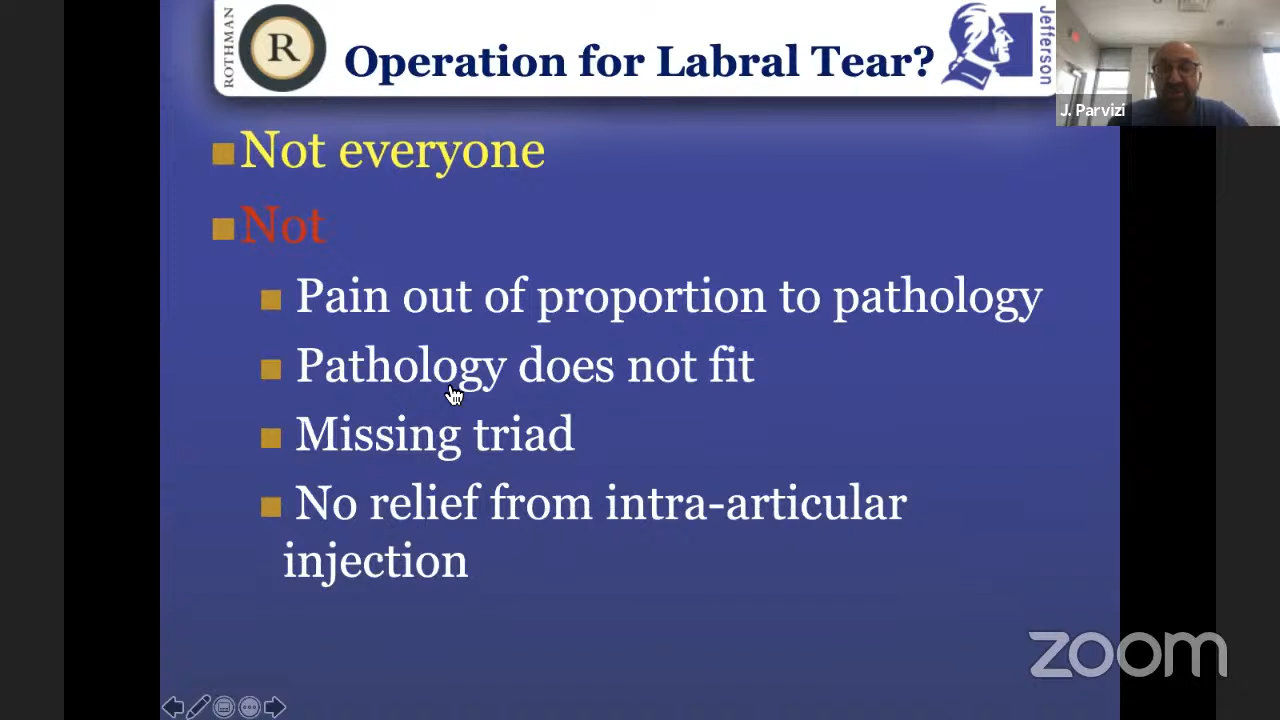 ROTHMAN
R
Operation for Labral Tear?
Jefferson
J. Parvizi
Not everyone
Not
Pain out of proportion to pathology
Pathology does not fit
Missing triad
No relief from intra-articular
injection
zoom